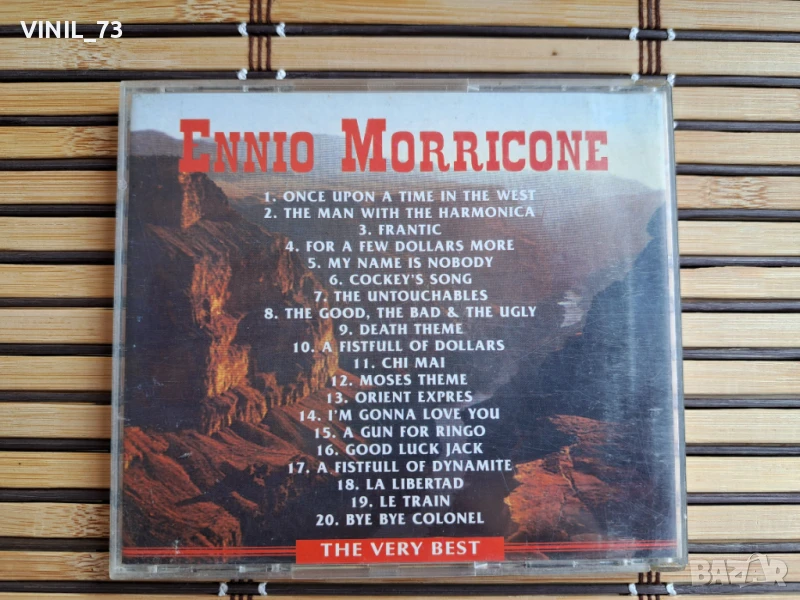 VINIL_73
ENNIO MORRICONE
1. ONCE UPON A TIME IN THE WEST
2. THE MAN WITH THE HARMONICA
3. FRANTIC
4. FOR A FEW DOLLARS MORE
5. MY NAME IS NOBODY
6. COCKEY'S SONG
7. THE UNTOUCHABLES
8. THE GOOD, THE BAD & THE UGLY
9. DEATH THEME
10. A FISTFULL OF DOLLARS
11. CHI MAI
12. MOSES THEME
13. ORIENT EXPRES
14. I'M GONNA LOVE YOU
15. A GUN FOR RINGO
16. GOOD LUCK JACK
17. A FISTFULL OF DYNAMITE
18. LA LIBERTAD
19. LE TRAIN
20. BYE BYE COLONEL
THE VERY BEST
BAZAR